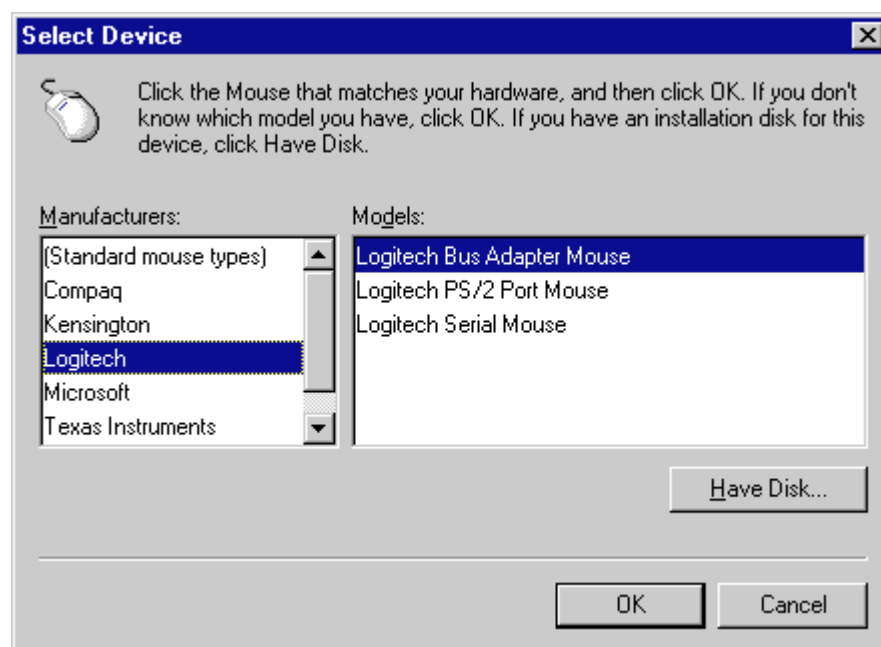 Select Device
Click the Mouse that matches your hardware, and then click OK. If you don't
know which model you have, click OK. If you have an installation disk for this
device, click Have Disk.
Manufacturers:
(Standard mouse types)
Compaq
Kensington
Logitech
Microsoft
Texas Instruments
Models:
Logitech Bus Adapter Mouse
Logitech PS/2 Port Mouse
Logitech Serial Mouse
Have Disk...
OK
Cancel